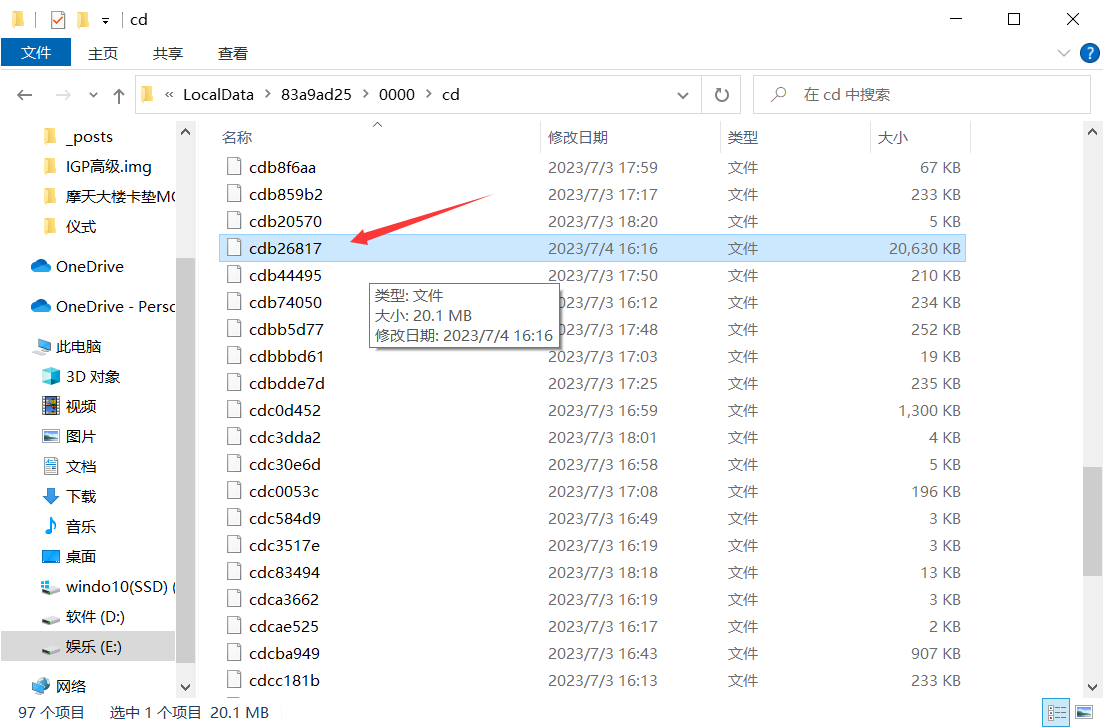 cd
文件 主页 共享 查看 ?
« LocalData > 83a9ad25 > 0000 > cd 在 cd 中搜索
_posts
IGP高级.img
摩天大楼卡垫MC
仪式
OneDrive
OneDrive - Persc
此电脑
3D 对象
视频
图片
文档
下载
音乐
桌面
windo10(SSD) (
软件 (D:)
娱乐 (E:)
网络
名称 修改日期 类型 大小
cdb8f6aa 2023/7/3 17:59 文件 67 KB
cdb859b2 2023/7/3 17:17 文件 233 KB
cdb20570 2023/7/3 18:20 文件 5 KB
cdb26817 2023/7/4 16:16 文件 20,630 KB
cdb44495 2023/7/3 17:50 文件 210 KB
cdb74050 023/7/3 16:12 文件 234 KB
cdbb5d77 023/7/3 17:48 文件 252 KB
cdbbbd61 2023/7/3 17:03 文件 19 KB
cdbdde7d 2023/7/3 17:25 文件 235 KB
cdc0d452 2023/7/3 16:59 文件 1,300 KB
cdc3dda2 2023/7/3 18:01 文件 4 KB
cdc30e6d 2023/7/3 16:58 文件 5 KB
cdc0053c 2023/7/3 17:08 文件 196 KB
cdc584d9 2023/7/3 16:49 文件 3 KB
cdc3517e 2023/7/3 16:19 文件 3 KB
cdc83494 2023/7/3 18:18 文件 13 KB
cdca3662 2023/7/3 16:19 文件 3 KB
cdcae525 2023/7/3 16:17 文件 2 KB
cdcba949 2023/7/3 16:43 文件 907 KB
cdcc181b 2023/7/3 16:13 文件 233 KB
类型: 文件
大小: 20.1 MB
修改日期: 2023/7/4 16:16
97 个项目 选中 1 个项目 20.1 MB